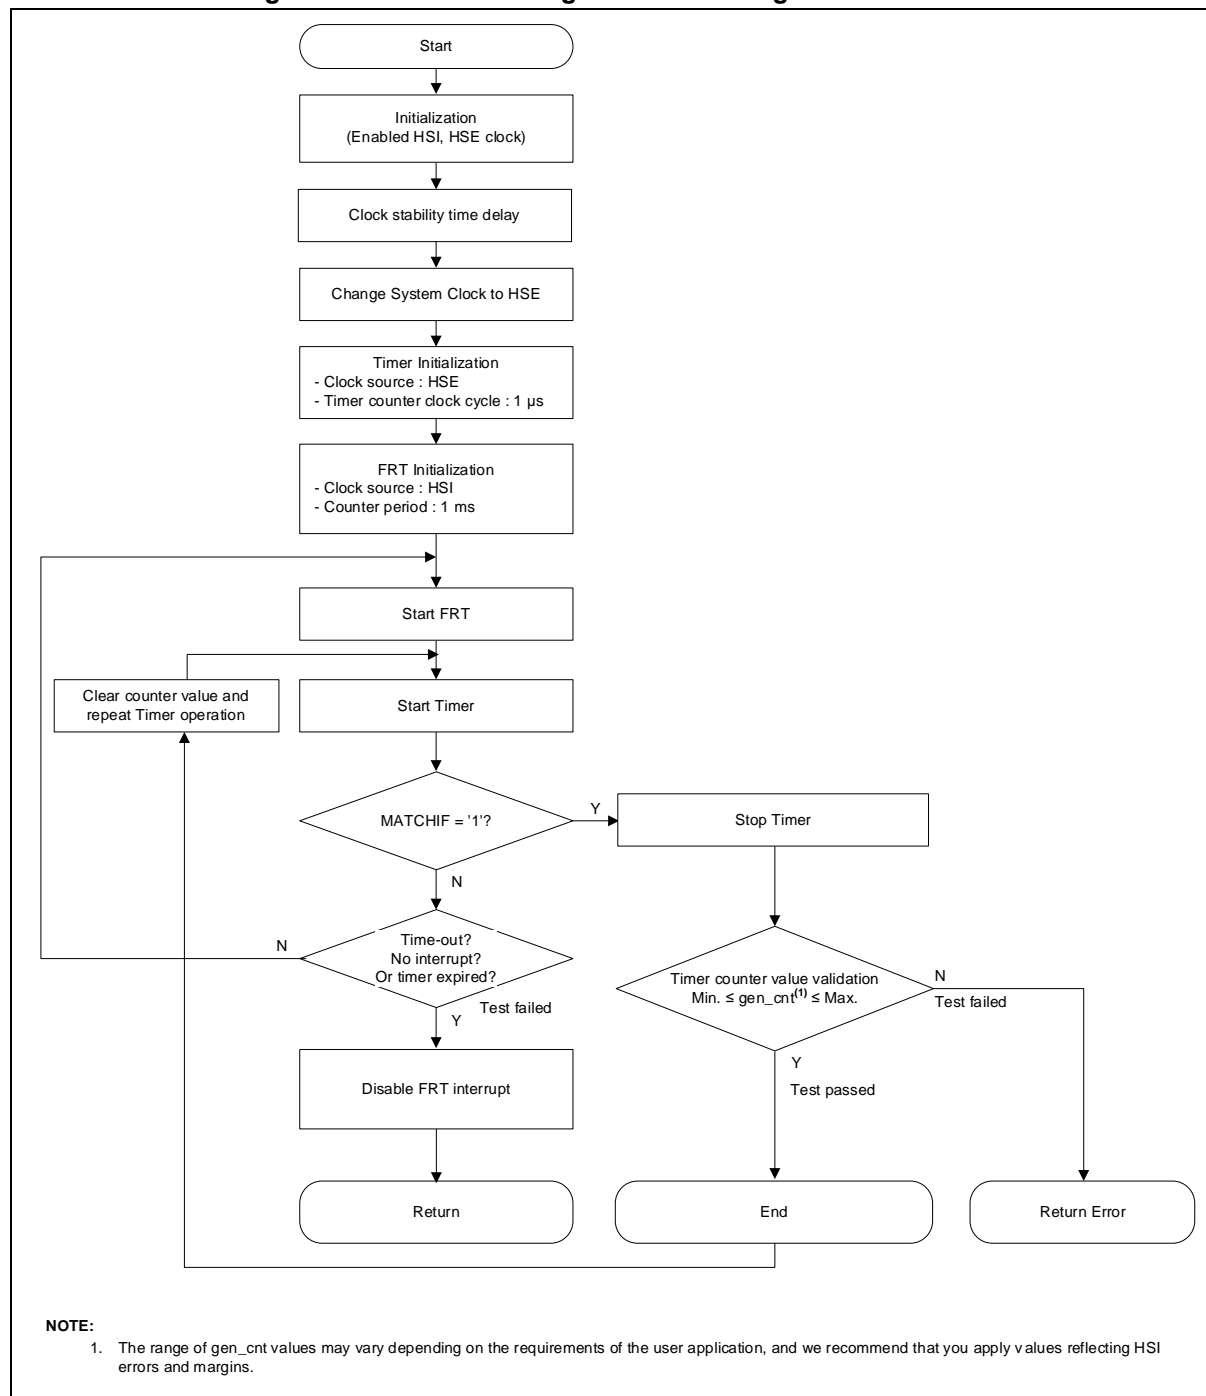 Start
Initialization
(Enabled HSI, HSE clock)
Clock stability time delay
Change System Clock to HSE
Timer Initialization
- Clock source : HSE
- Timer counter clock cycle : 1 µs
FRT Initialization
- Clock source : HSI
- Counter period : 1 ms
Start FRT
Clear counter value and
repeat Timer operation
Start Timer
MATCHIF = '1'?
Y
Stop Timer
N
N
Time-out?
No interrupt?
Or timer expired?
Test failed
Y
Timer counter value validation
Min. ≤ gen_cnt(1) ≤ Max.
N
Test failed
Y
Test passed
Disable FRT interrupt
Return
End
Return Error
NOTE:
1. The range of gen_cnt values may vary depending on the requirements of the user application, and we recommend that you apply values reflecting HSI
errors and margins.